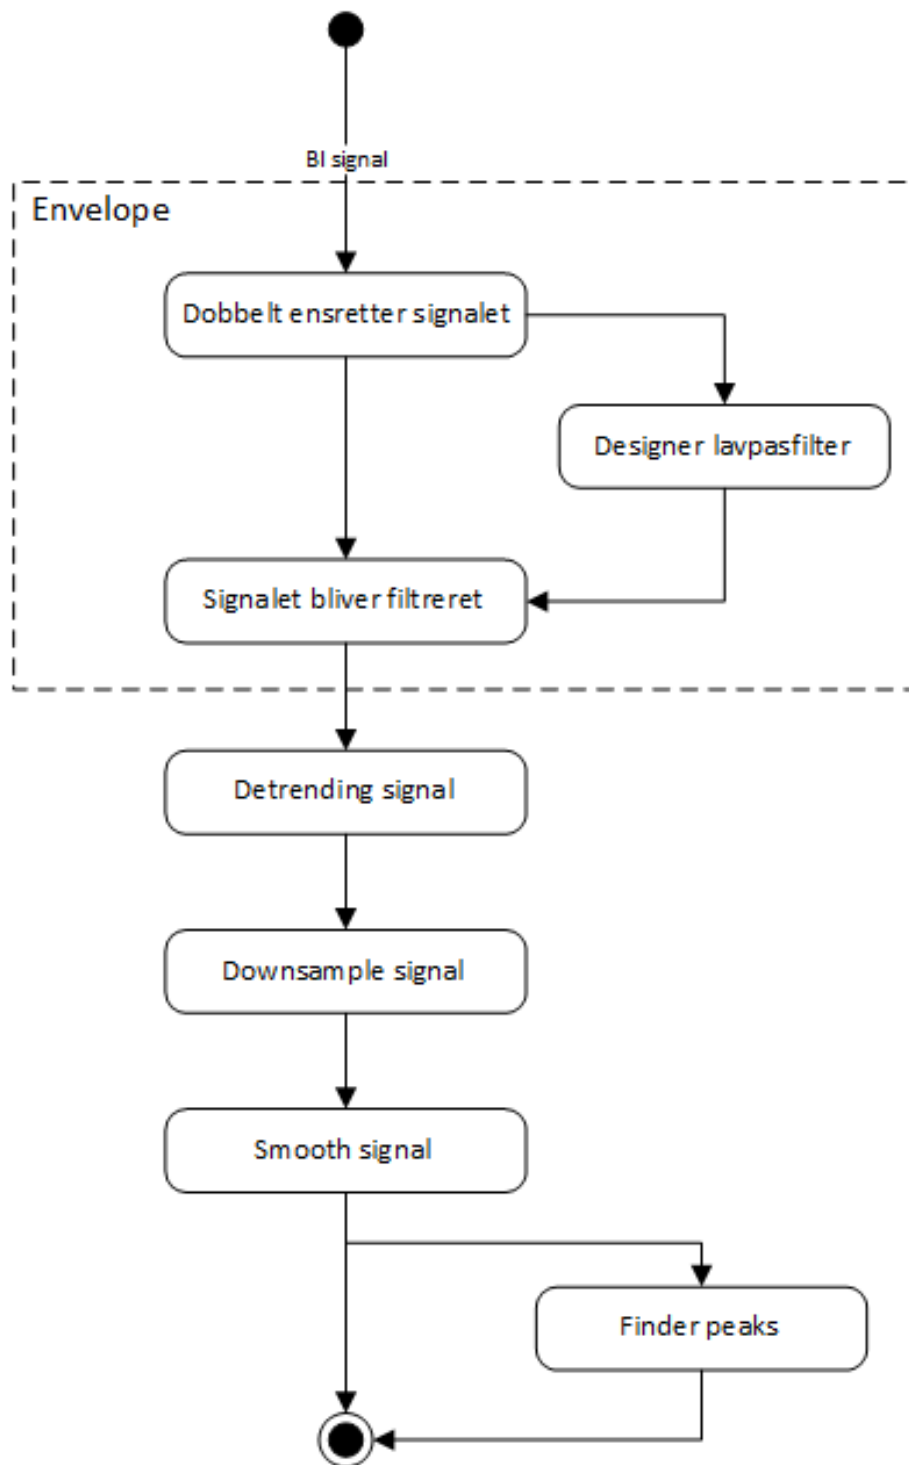 BI signal
Envelope
Dobbelt ensretter signalet
Designer lavpasfilter
Signalet bliver filtreret
Detrending signal
Downsample signal
Smooth signal
Finder peaks